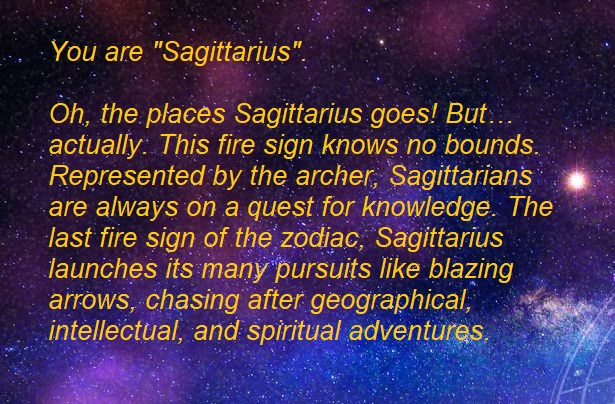 You are "Sagittarius".
Oh, the places Sagittarius goes! But…
actually. This fire sign knows no bounds.
Represented by the archer, Sagittarians
are always on a quest for knowledge. The
last fire sign of the zodiac, Sagittarius
launches its many pursuits like blazing
arrows, chasing after geographical,
intellectual, and spiritual adventures.